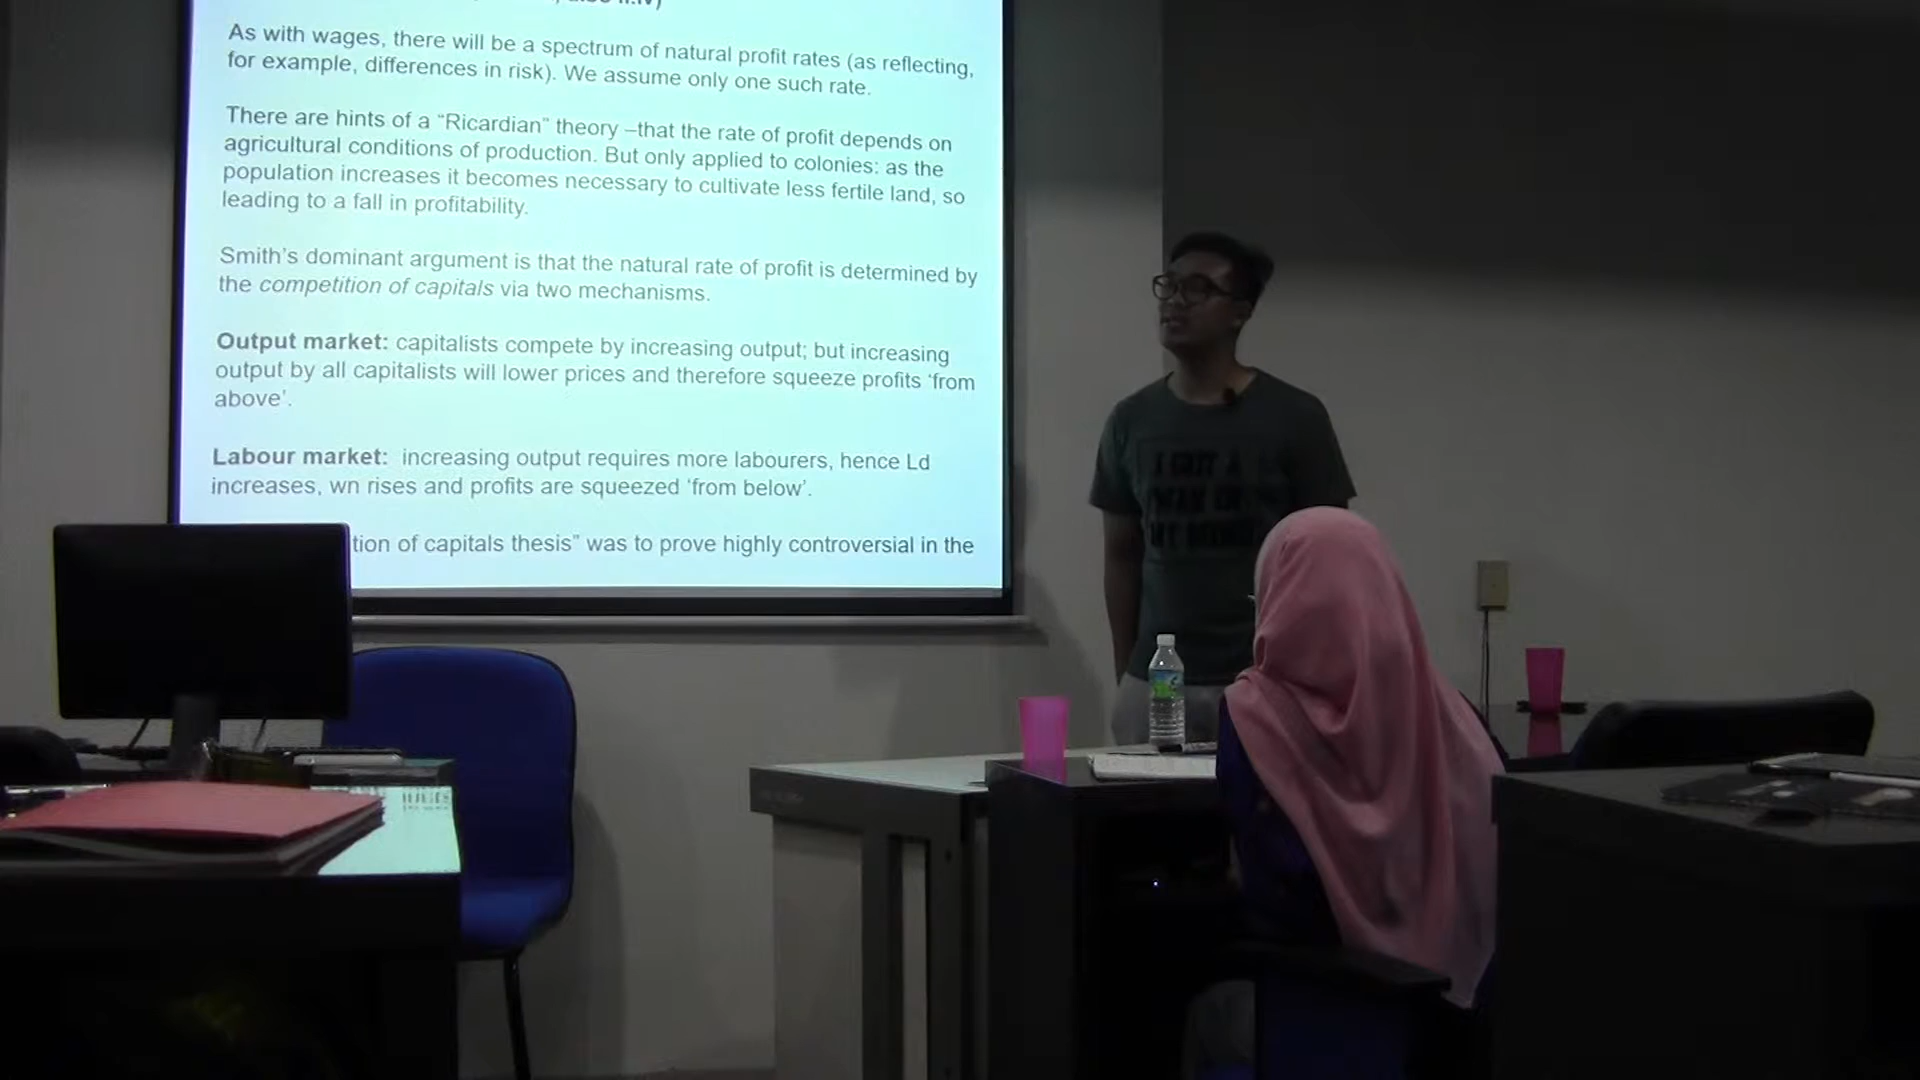 As with wages, there will be a spectrum of natural profit rates (as reflecting,
for example, differences in risk). We assume only one such rate.
There are hints of a “Ricardian” theory –that the rate of profit depends on
agricultural conditions of production. But only applied to colonies: as the
population increases it becomes necessary to cultivate less fertile land, so
leading to a fall in profitability.
Smith’s dominant argument is that the natural rate of profit is determined by
the competition of capitals via two mechanisms.
Output market: capitalists compete by increasing output; but increasing
output by all capitalists will lower prices and therefore squeeze profits ‘from
above’.
Labour market: increasing output requires more labourers, hence Ld
increases, wn rises and profits are squeezed ‘from below’.
tion of capitals thesis” was to prove highly controversial in the
I GOT A
MY